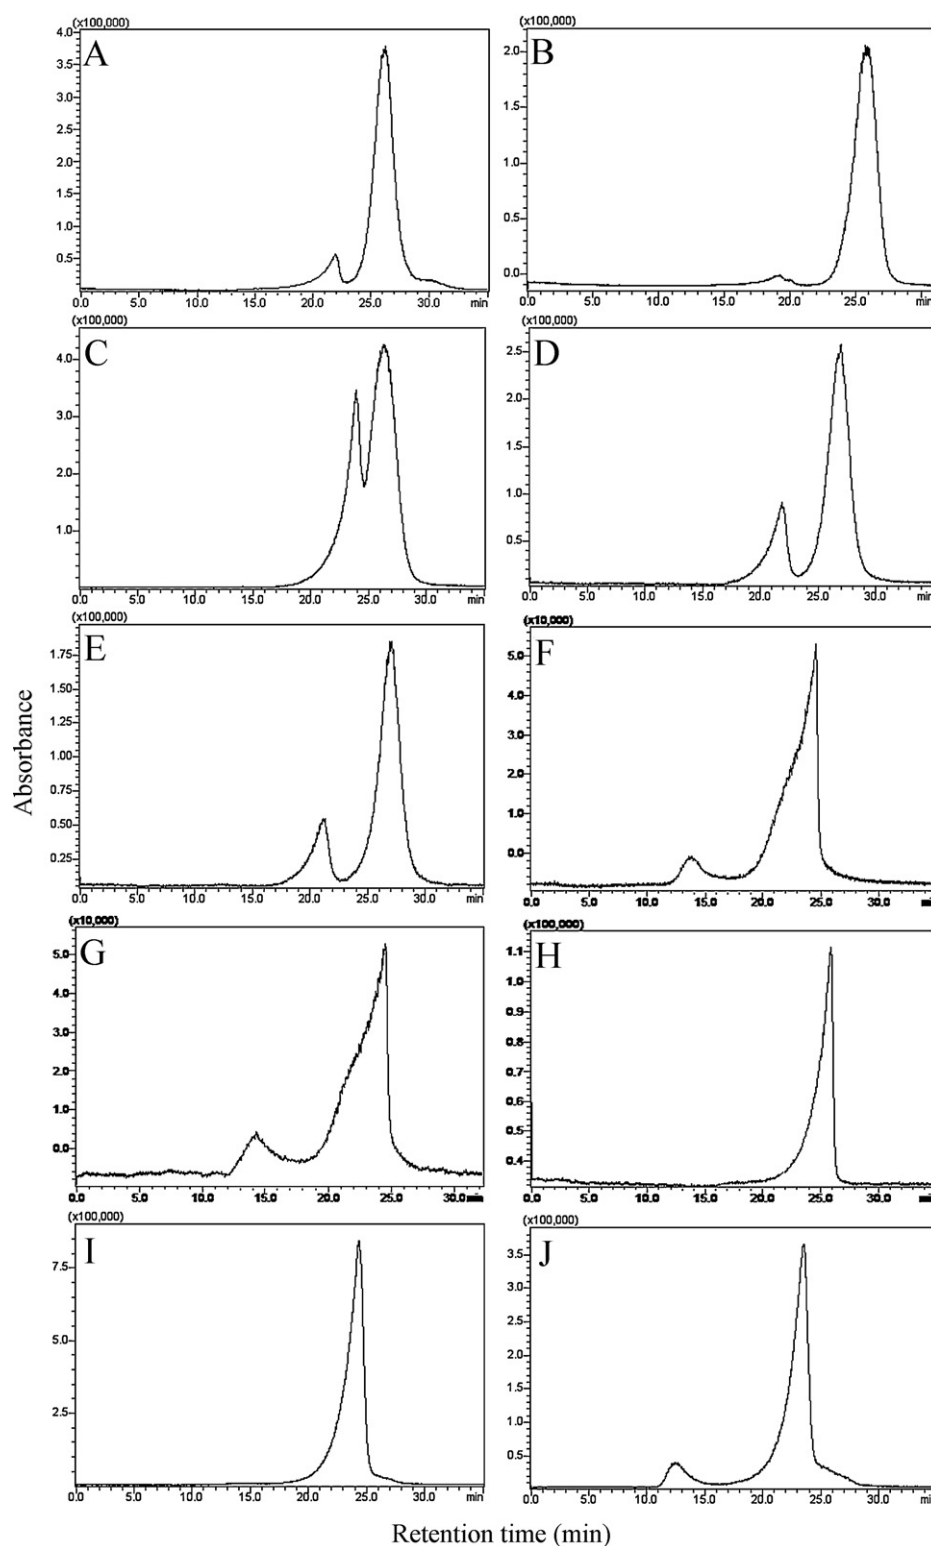 (x100,000)
A
4.0
3.5
3.0
2.5
2.0
1.5
1.0
0.5
0.0 5.0 10.0 15.0 20.0 25.0 30.0 min
(x100,000)
B
2.0
1.5
1.0
0.5
0.0
0.0 5.0 10.0 15.0 20.0 25.0 30.0 min
(x100,000)
C
4.0
3.0
2.0
1.0
0.0 5.0 10.0 15.0 20.0 25.0 30.0 min
(x100,000)
D
2.5
2.0
1.5
1.0
0.5
0.0 5.0 10.0 15.0 20.0 25.0 30.0 min
(x100,000)
E
1.75
1.50
1.25
1.00
0.75
0.50
0.25
0.0 5.0 10.0 15.0 20.0 25.0 30.0 min
(x10,000)
F
5.0
4.0
3.0
2.0
1.0
0.0
0.0 5.0 10.0 15.0 20.0 25.0 30.0
(x10,000)
G
5.0
4.0
3.0
2.0
1.0
0.0
0.0 5.0 10.0 15.0 20.0 25.0 30.0
(x100,000)
H
1.1
1.0
0.9
0.8
0.7
0.6
0.5
0.4
0.0 5.0 10.0 15.0 20.0 25.0 30.0
(x100,000)
I
7.5
5.0
2.5
0.0 5.0 10.0 15.0 20.0 25.0 30.0 min
(x100,000)
J
3.5
3.0
2.5
2.0
1.5
1.0
0.5
0.0 5.0 10.0 15.0 20.0 25.0 30.0 min
Absorbance
Retention time (min)